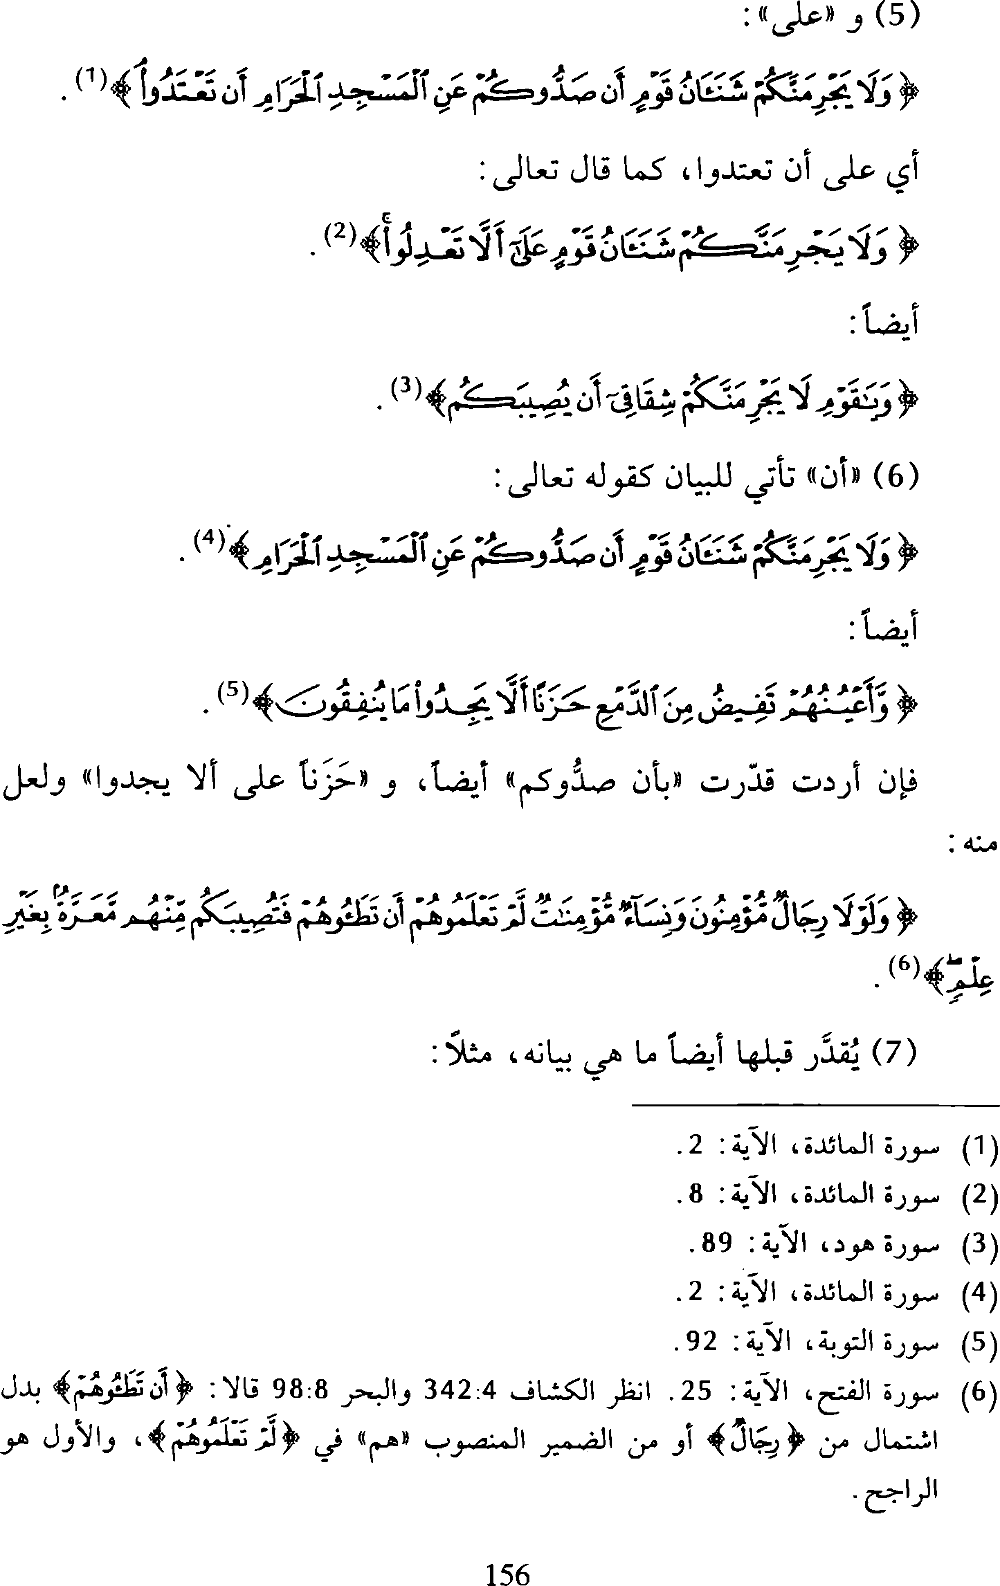 (5) و «على»:
﴿ وَلَا يَجْرِمَنَّكُمْ شَنَـَٔانُ قَوْمٍ أَن صَدُّوكُمْ عَنِ ٱلْمَسْجِدِ ٱلْحَرَامِ أَن تَعْتَدُواْ ﴾(1).
أي على أن تعتدوا، كما قال تعالى:
﴿ وَلَا يَجْرِمَنَّكُمْ شَنَـَٔانُ قَوْمٍ عَلَىٰٓ أَلَّا تَعْدِلُواْ ۚ﴾(2).
أيضاً:
﴿ وَيَـٰقَوْمِ لَا يَجْرِمَنَّكُمْ شِقَاقِىٓ أَن يُصِيبَكُم﴾(3).
(6) «أن» تأتي للبيان كقوله تعالى:
﴿ وَلَا يَجْرِمَنَّكُمْ شَنَـَٔانُ قَوْمٍ أَن صَدُّوكُمْ عَنِ ٱلْمَسْجِدِ ٱلْحَرَامِ ﴾(4).
أيضاً:
﴿ وَّأَعْيُنُهُمْ تَفِيضُ مِنَ ٱلدَّمْعِ حَزَنًا أَلَّا يَجِدُواْ مَا يُنفِقُونَ﴾(5).
فإن أردت قدّرت «بأن صدُّوكم» أيضاً، و «حَزَناً على ألا يجدوا» ولعل
منه:
﴿ وَلَوْلَا رِجَالٌ مُّؤْمِنُونَ وَنِسَآءٌ مُّؤْمِنَـٰتٌ لَّمْ تَعْلَمُوهُمْ أَن تَطَـُٔوهُمْ فَتُصِيبَكُم مِّنْهُم مَّعَرَّةٌۢ بِغَيْرِ
عِلْمٍ ۖ﴾(6).
(7) يُقدَّر قبلها أيضاً ما هي بيانه، مثلاً:
(1) سورة المائدة، الآية: 2.
(2) سورة المائدة، الآية: 8.
(3) سورة هود، الآية: 89.
(4) سورة المائدة، الآية: 2.
(5) سورة التوبة، الآية: 92.
(6) سورة الفتح، الآية: 25. انظر الكشاف 342:4 والبحر 98:8 قالا: ﴿ أَن تَطَـُٔوهُمْ﴾ بدل
اشتمال من ﴿ رِجَالٌ﴾ أو من الضمير المنصوب «هم» في ﴿لَّمْ تَعْلَمُوهُمْ﴾، والأول هو
الراجح.
156